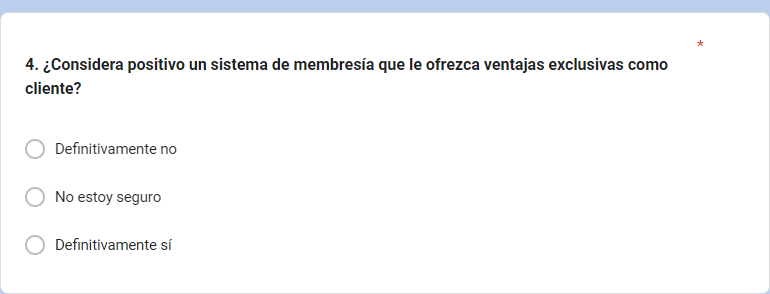 *
4. ¿Considera positivo un sistema de membresía que le ofrezca ventajas exclusivas como
cliente?
Definitivamente no
No estoy seguro
Definitivamente sí